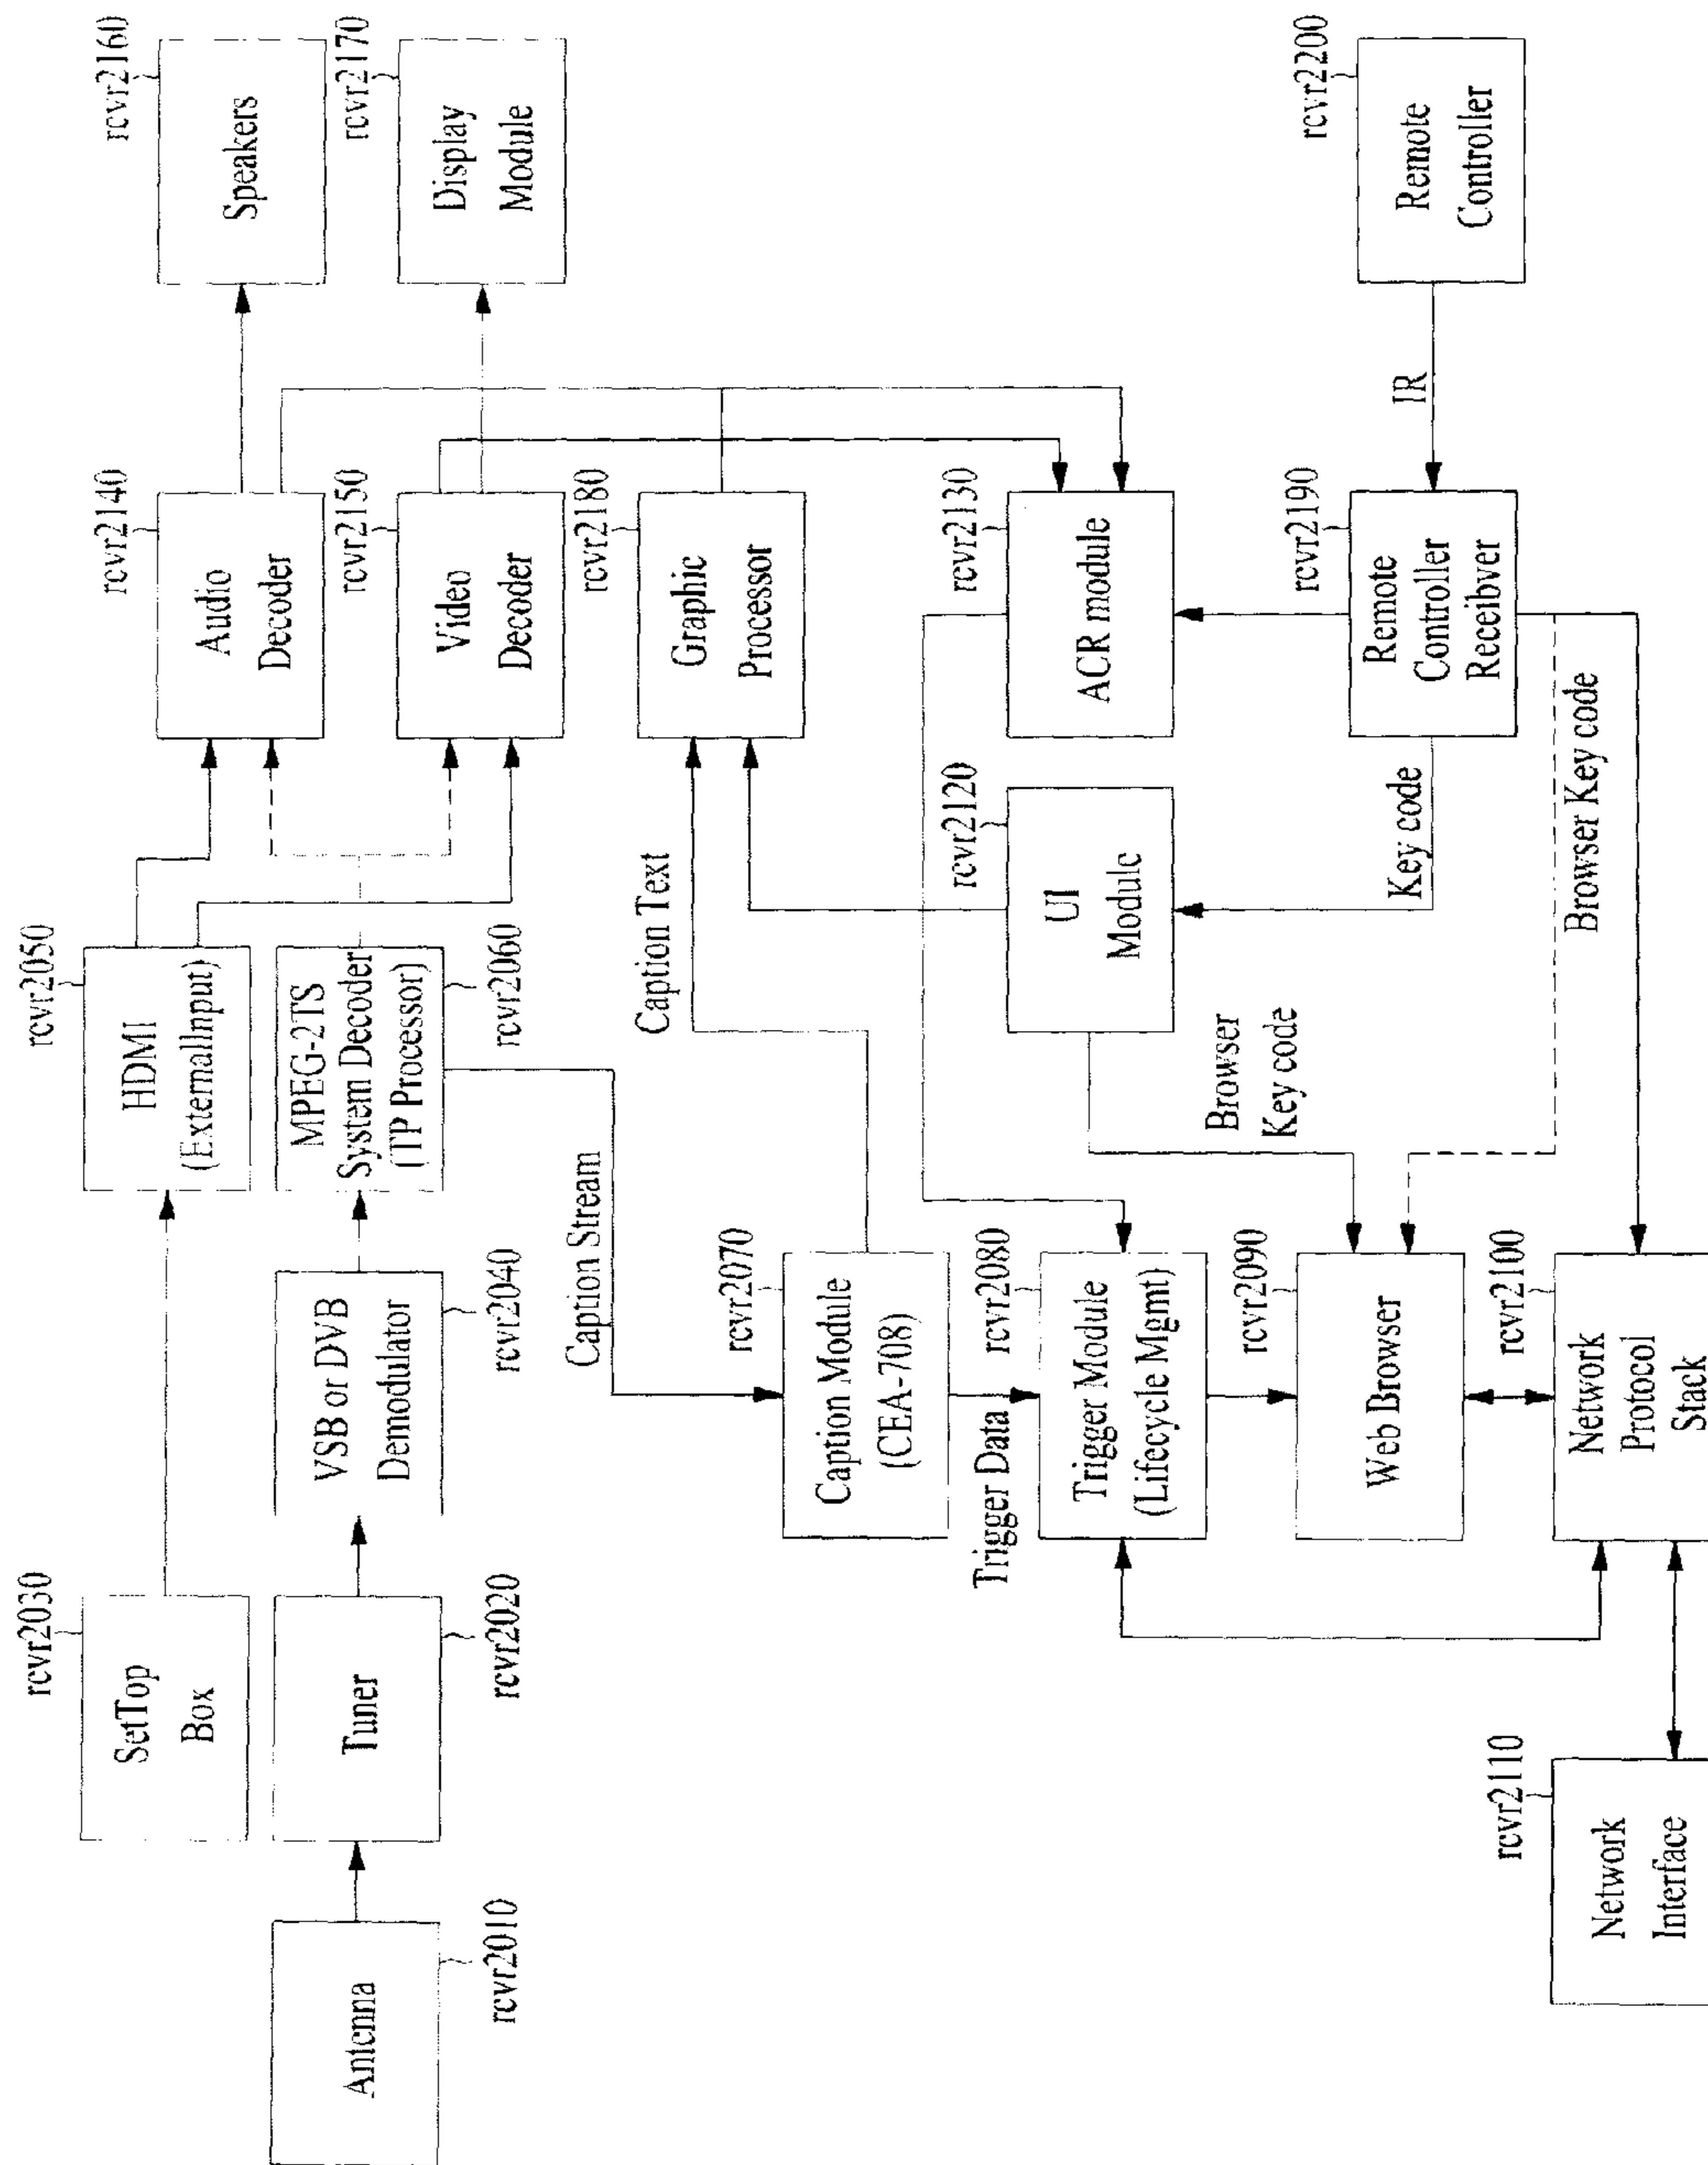 rcvr2030
SetTop
Box
rcvr2050
HDMI
(ExternalInput)
rcvr2140
Audio
Decoder
rcvr2160
Speakers
Antenna
rcvr2010
Tuner
rcvr2020
VSB or DVB
Demodulator
rcvr2040
MPEG-2TS
System Decoder
(TP Processor)
rcvr2060
rcvr2150
Video
Decoder
rcvr2170
Display
Module
Caption Stream
Caption Text
rcvr2180
Graphic
Processor
rcvr2070
Caption Module
(CEA-708)
Trigger Data
rcvr2080
Trigger Module
(Lifecycle Mgmt)
rcvr2120
UI
Module
rcvr2130
ACR module
Browser
Key code
rcvr2090
Web Browser
Key code
rcvr2190
Remote
Controller
Receibver
IR
rcvr2200
Remote
Controller
Browser Key code
rcvr2110
Network
Interface
rcvr2100
Network
Protocol
Stack